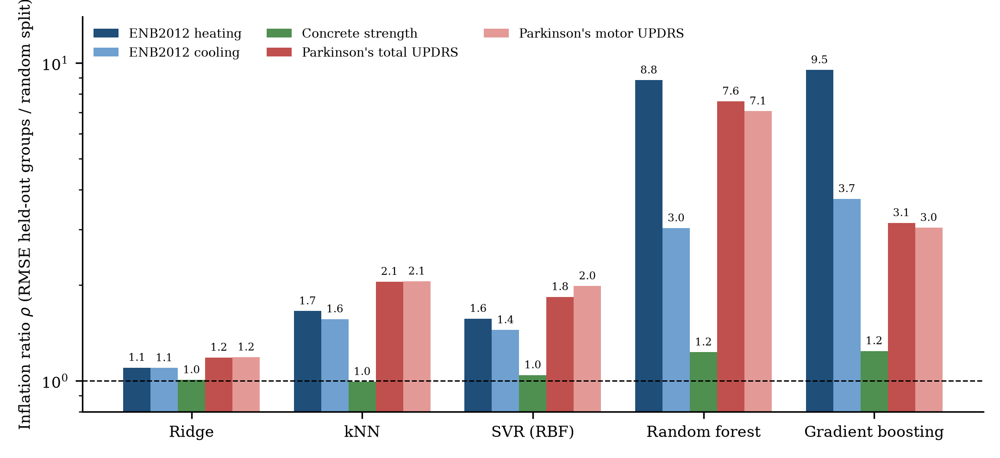 Inflation ratio ρ (RMSE held-out groups / random split)
ENB2012 heating
ENB2012 cooling
Concrete strength
Parkinson's total UPDRS
Parkinson's motor UPDRS
10¹
10⁰
1.1 1.1 1.0 1.2 1.2
1.7 1.6 1.0 2.1 2.1
1.6 1.4 1.0 1.8 2.0
8.8 3.0 1.2 7.6 7.1
9.5 3.7 1.2 3.1 3.0
Ridge
kNN
SVR (RBF)
Random forest
Gradient boosting